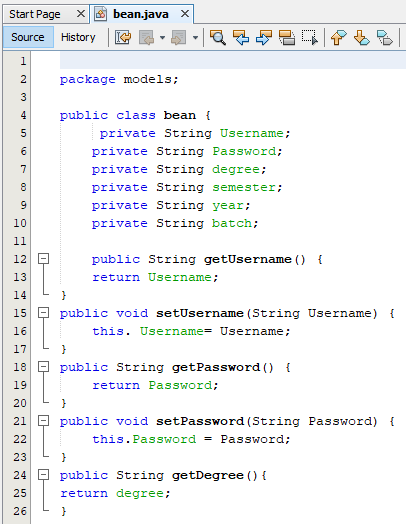 Start Page bean.java
Source History
1
2 package models;
3
4 public class bean {
5 private String Username;
6 private String Password;
7 private String degree;
8 private String semester;
9 private String year;
10 private String batch;
11
12 public String getUsername() {
13 return Username;
14 }
15 public void setUsername(String Username) {
16 this. Username= Username;
17 }
18 public String getPassword() {
19 return Password;
20 }
21 public void setPassword(String Password) {
22 this.Password = Password;
23 }
24 public String getDegree(){
25 return degree;
26 }